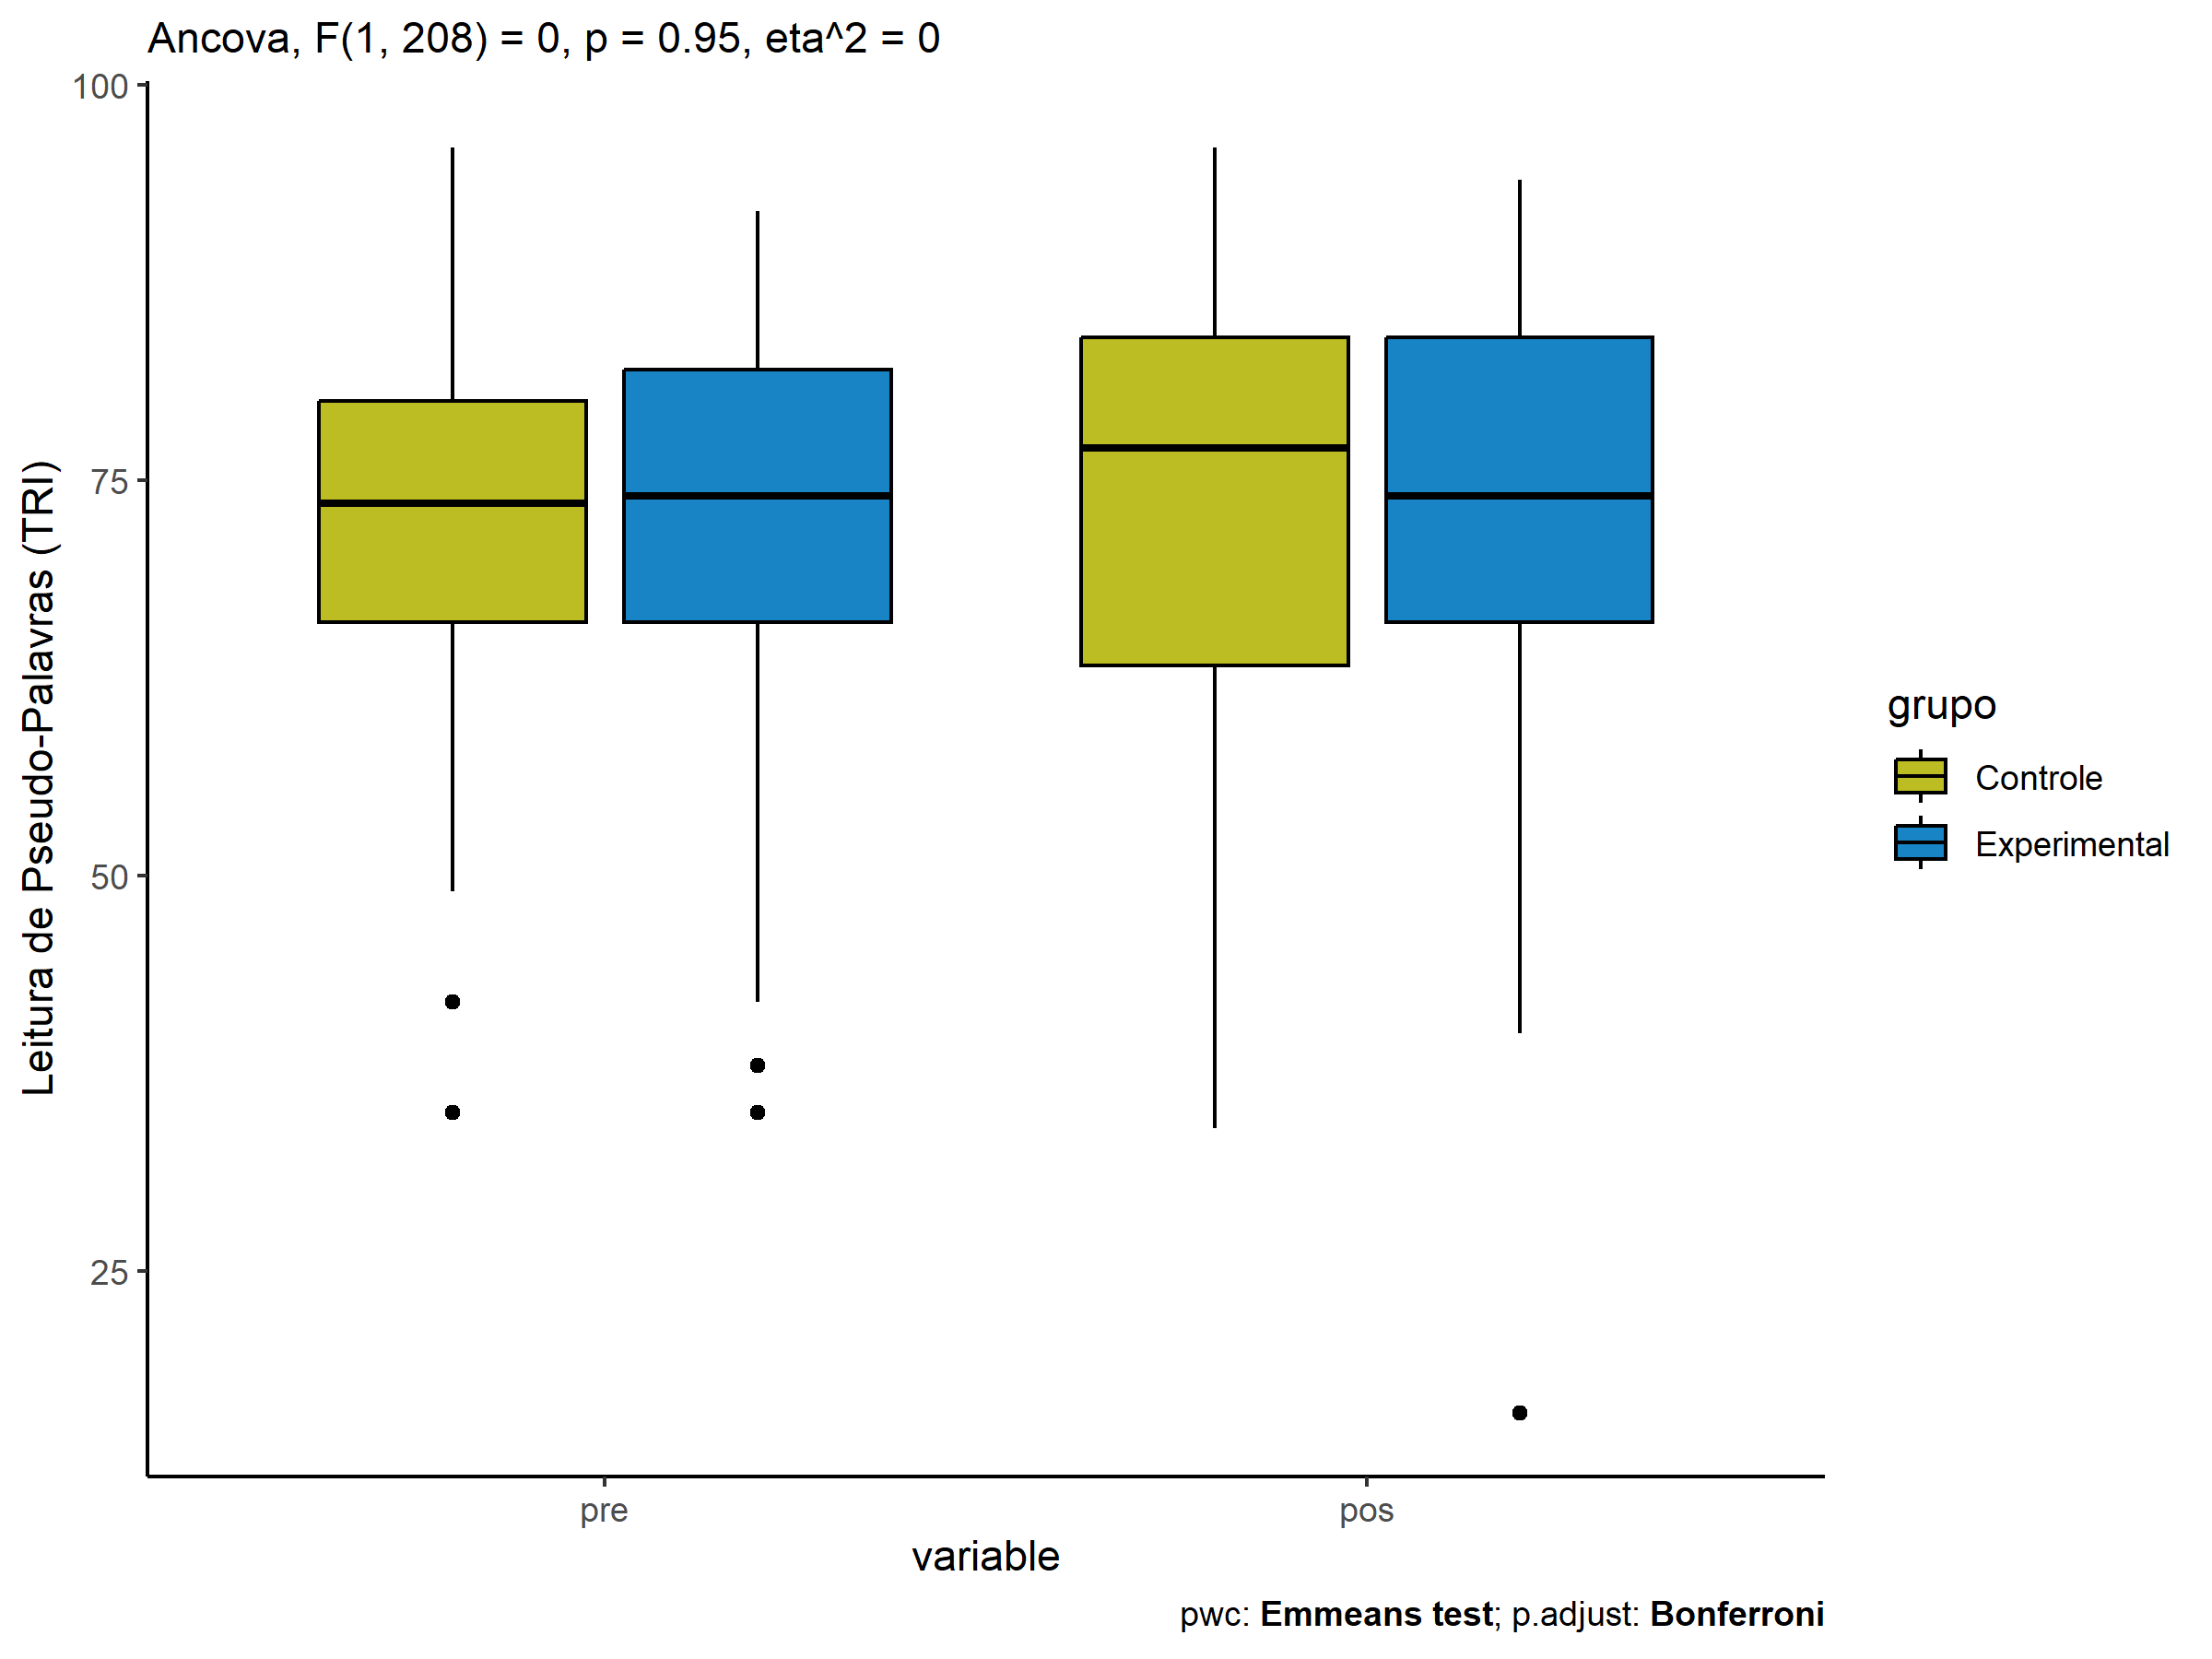 Ancova, F(1, 208) = 0, p = 0.95, eta^2 = 0
Leitura de Pseudo-Palavras (TRI)
100
75
50
25
pre
pos
variable
grupo
Controle
Experimental
pwc: Emmeans test; p.adjust: Bonferroni